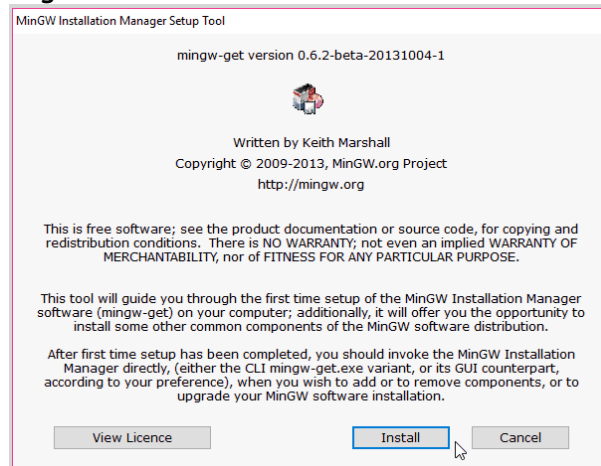 MinGW Installation Manager Setup Tool
mingw-get version 0.6.2-beta-20131004-1
Written by Keith Marshall
Copyright © 2009-2013, MinGW.org Project
http://mingw.org
This is free software; see the product documentation or source code, for copying and
redistribution conditions. There is NO WARRANTY; not even an implied WARRANTY OF
MERCHANTABILITY, nor of FITNESS FOR ANY PARTICULAR PURPOSE.
This tool will guide you through the first time setup of the MinGW Installation Manager
software (mingw-get) on your computer; additionally, it will offer you the opportunity to
install some other common components of the MinGW software distribution.
After first time setup has been completed, you should invoke the MinGW Installation
Manager directly, (either the CLI mingw-get.exe variant, or its GUI counterpart,
according to your preference), when you wish to add or to remove components, or to
upgrade your MinGW software installation.
View Licence Install Cancel